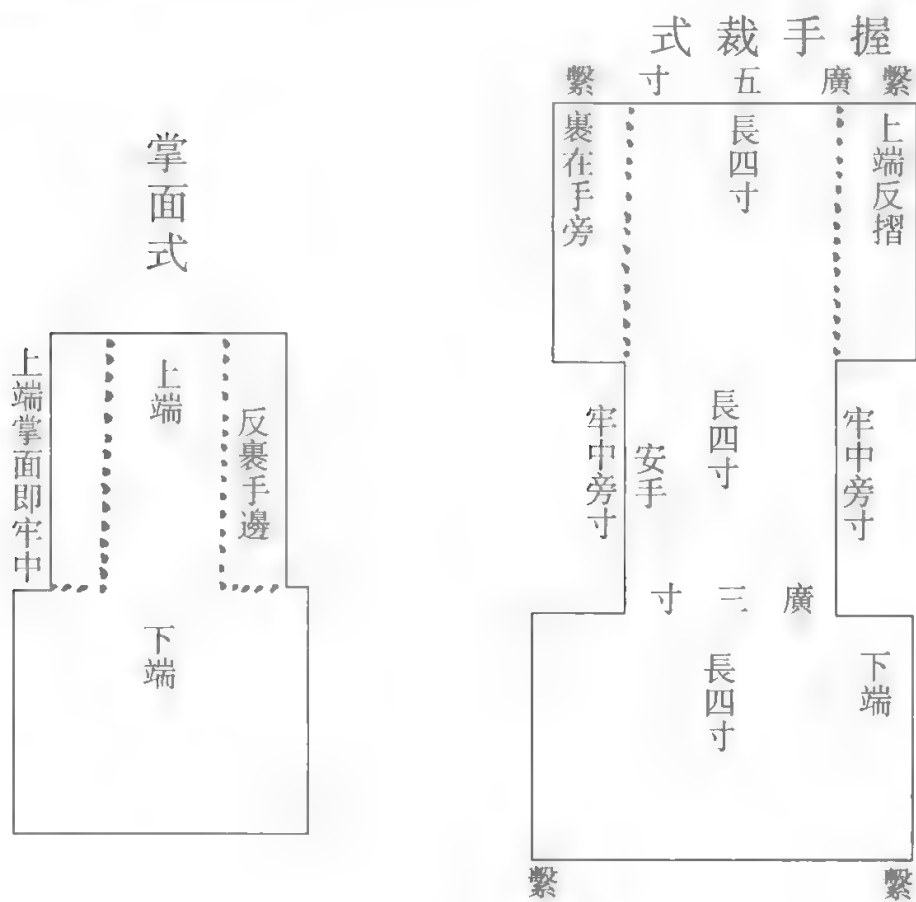 握手裁式
繫廣五寸繫
上端反摺
長四寸
裹在手旁
牢中旁寸
長四寸
安手
牢中旁寸
廣三寸
下端
長四寸
繫
繫
掌面式
反裹手邊
上端
上端掌面即牢中
下端